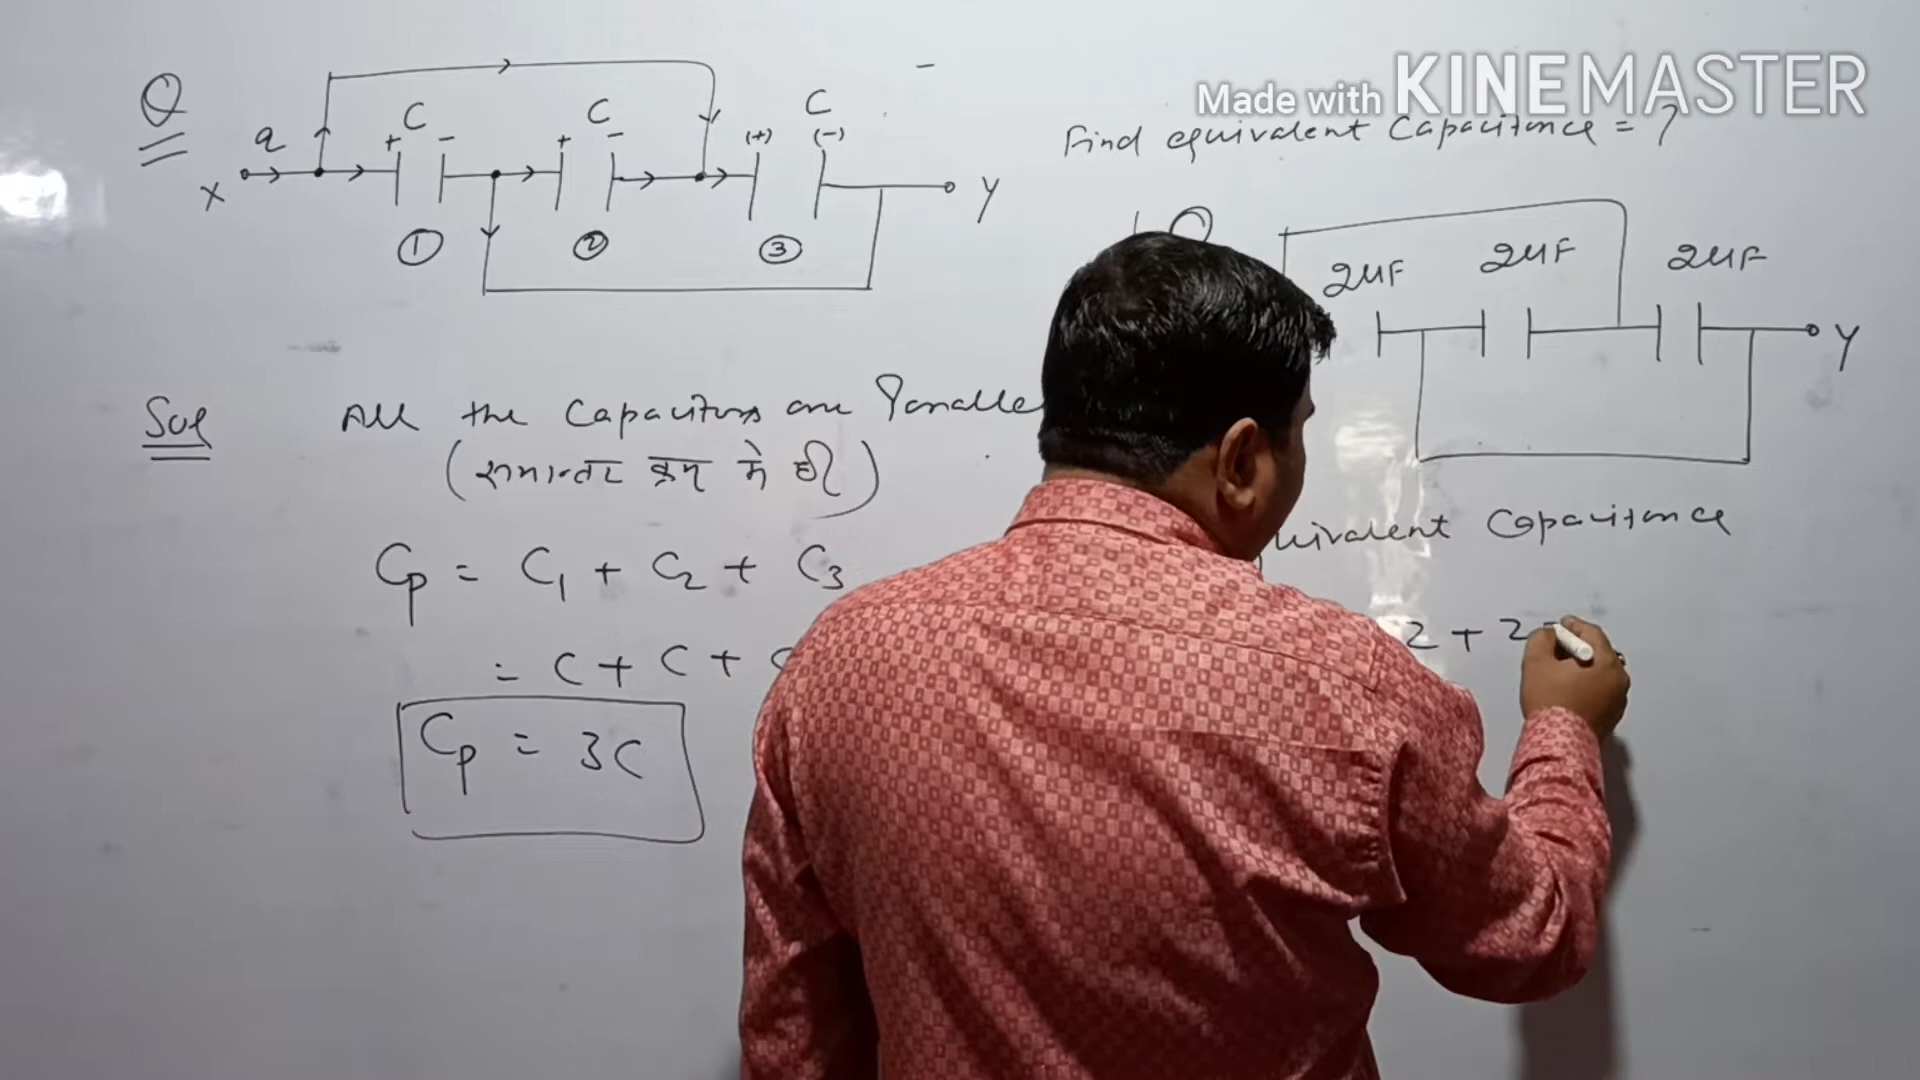 Made with KINEMASTER
Q
Find equivalent Capacitance = ?
q
C
C
C
+ -
+ -
(+) (-)
X
Y
1
2
3
Q
2μF
2μF
2μF
Y
Sol
All the Capacitors are Paralle
(समान्तर क्रम में है)
uivalent Capacitance
Cp = C1 + C2 + C3
2 + 2
= C + C +
Cp = 3C